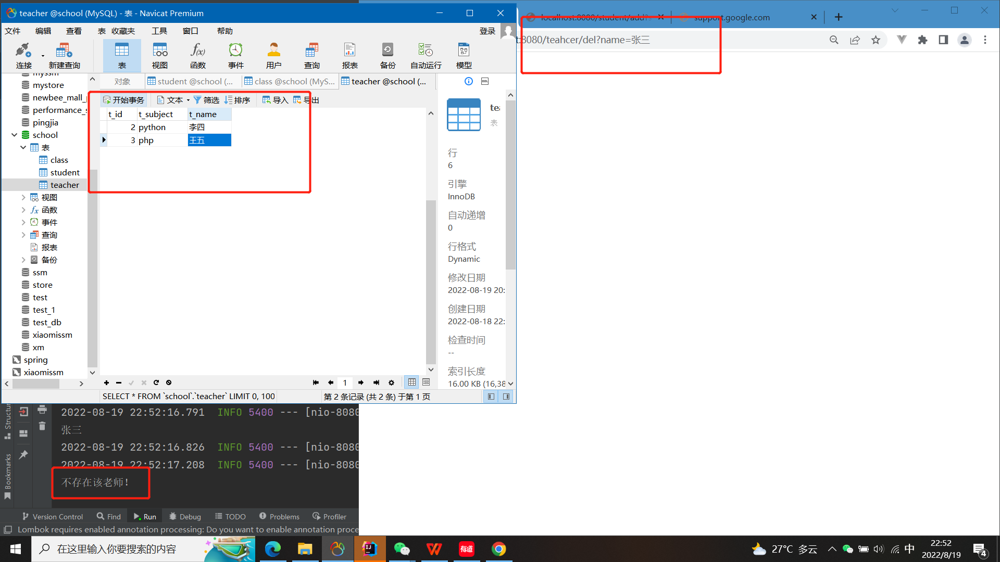 teacher @school (MySQL) - 表 - Navicat Premium
文件 编辑 查看 表 收藏夹 工具 窗口 帮助 登录
连接 新建查询 表 视图 函数 事件 用户 查询 报表 备份 自动运行 模型
对象 student @school (... class @school (MyS... teacher @school (...
开始事务 文本 筛选 排序 导入 导出
t_id t_subject t_name
2 python 李四
3 php 王五
myssm
mystore
newbee_mall_
performance_s
pingjia
school
表
class
student
teacher
视图
函数
事件
查询
报表
备份
ssm
store
test
test_1
test_db
xiaomissm
xm
spring
xiaomissm
DDL
表
行
6
引擎
InnoDB
自动递增
0
行格式
Dynamic
修改日期
2022-08-19 20:
创建日期
2022-08-18 22:
检查时间
--
索引长度
16.00 KB (16,38
1
SELECT * FROM `school`.`teacher` LIMIT 0, 100
第 2 条记录 (共 2 条) 于第 1 页
localhost:8080/student/add?
support.google.com
t:8080/teahcer/del?name=张三
Structur
Bookmarks
2022-08-19 22:52:16.791 INFO 5400 --- [nio-8080
张三
2022-08-19 22:52:16.826 INFO 5400 --- [nio-8080
2022-08-19 22:52:17.208 INFO 5400 --- [nio-8080
不存在该老师!
Version Control Find Run Debug TODO Problems Profiler
Lombok requires enabled annotation processing: Do you want to enable annotation proce
在这里输入你要搜索的内容
IJ
有道
27°C 多云
中
22:52
2022/8/19
4